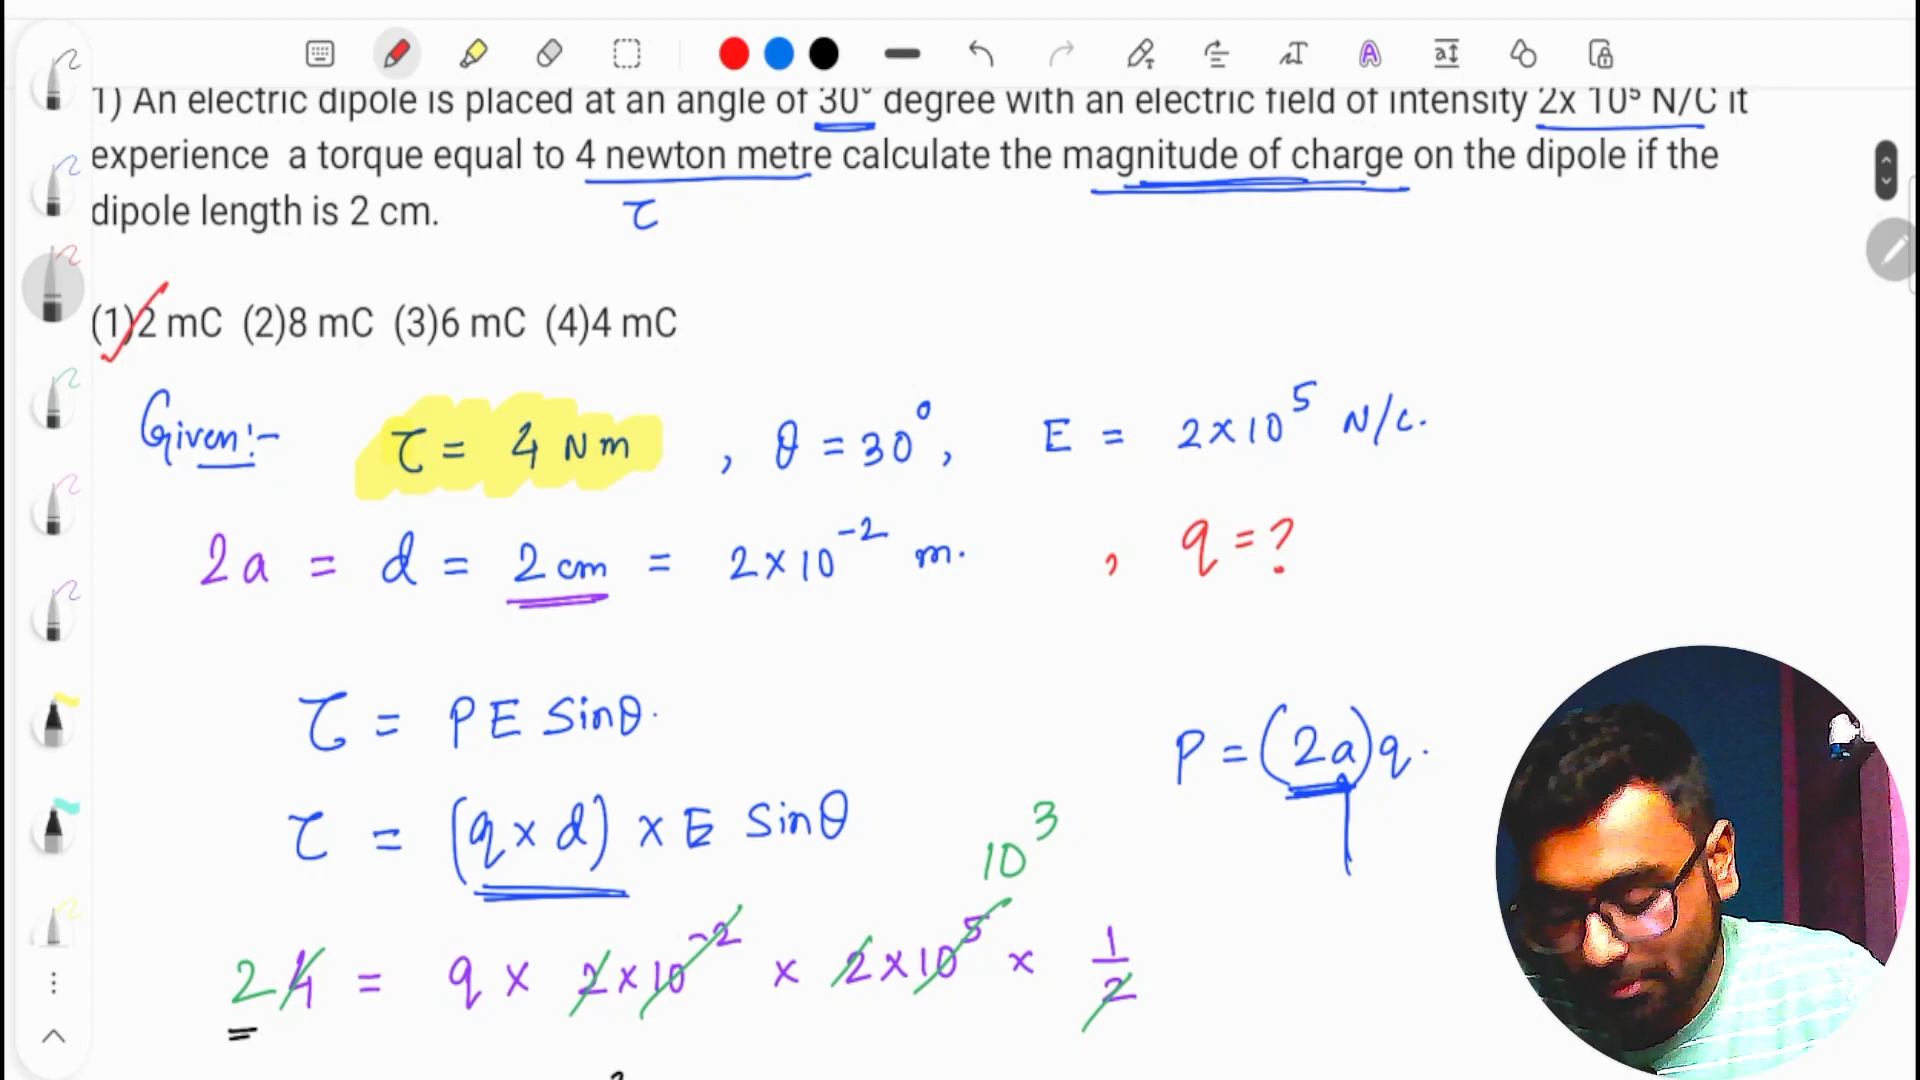 1) An electric dipole is placed at an angle of 30° degree with an electric field of intensity 2x 10⁵ N/C it
experience a torque equal to 4 newton metre calculate the magnitude of charge on the dipole if the
dipole length is 2 cm.
τ
(1)2 mC (2)8 mC (3)6 mC (4)4 mC
Given:- τ = 4 Nm , θ = 30°, E = 2×10⁵ N/C.
2a = d = 2 cm = 2×10⁻² m. , q = ?
τ = PE Sinθ.
P = (2a)q.
τ = (q × d) × E Sinθ
10³
2 4 = q × 2×10⁻² × 2×10⁵ × 1/2